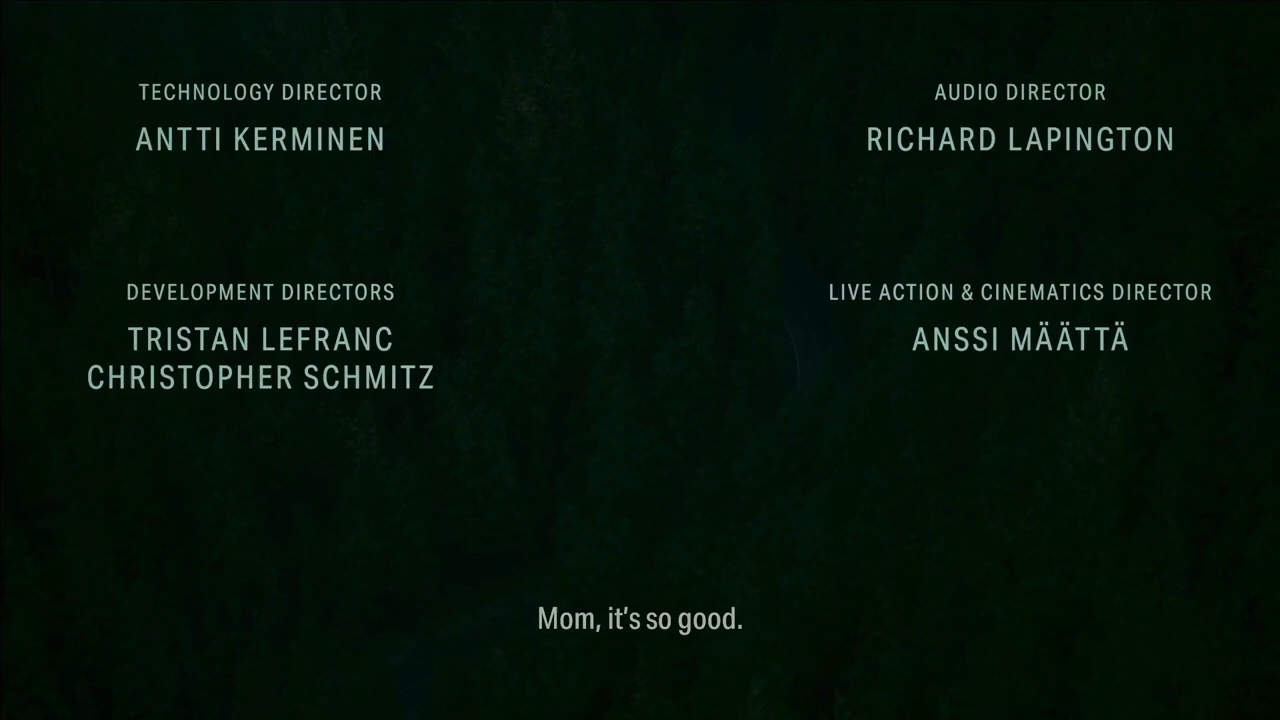 TECHNOLOGY DIRECTOR
ANTTI KERMINEN
AUDIO DIRECTOR
RICHARD LAPINGTON
DEVELOPMENT DIRECTORS
TRISTAN LEFRANC
CHRISTOPHER SCHMITZ
LIVE ACTION & CINEMATICS DIRECTOR
ANSSI MÄÄTTÄ
Mom, it's so good.